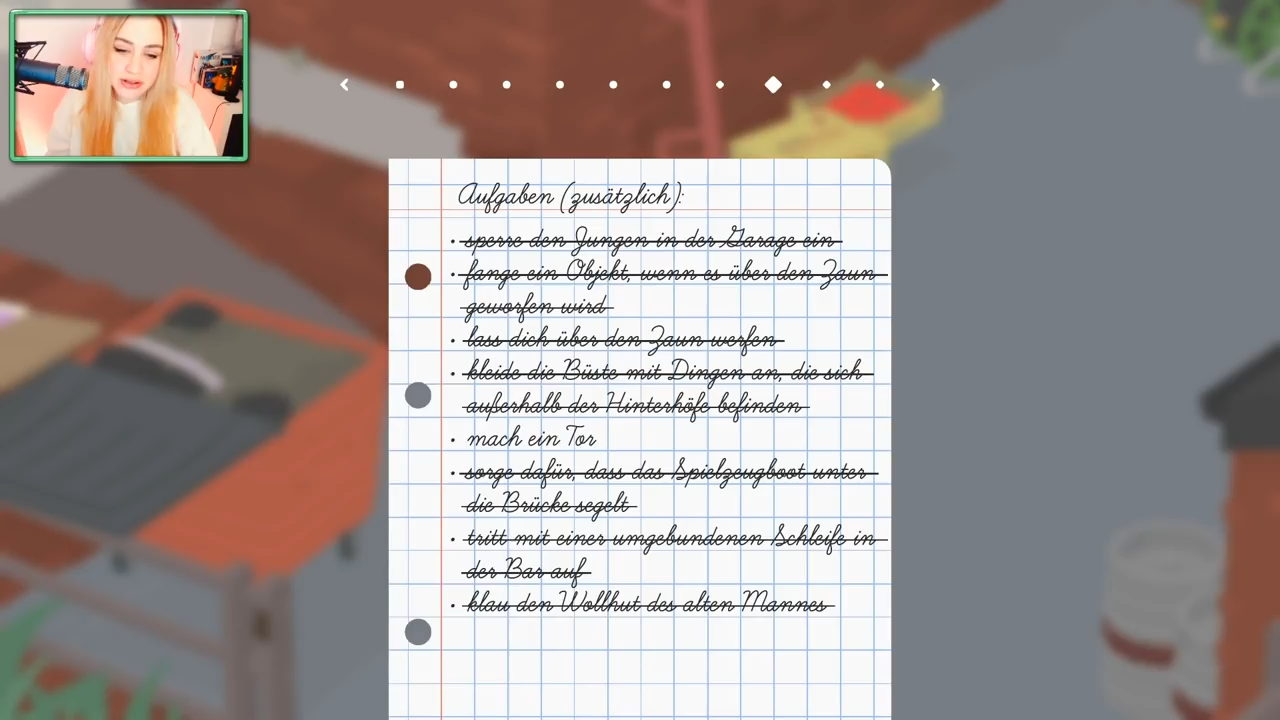 Aufgaben (zusätzlich):
• sperre den Jungen in der Garage ein
• fange ein Objekt, wenn es über den Zaun
geworfen wird
• lass dich über den Zaun werfen
• kleide die Büste mit Dingen an, die sich
außerhalb der Hinterhöfe befinden
• mach ein Tor
• sorge dafür, dass das Spielzeugboot unter
die Brücke segelt
• tritt mit einer umgebundenen Schleife in
der Bar auf
• klau den Wollhut des alten Mannes